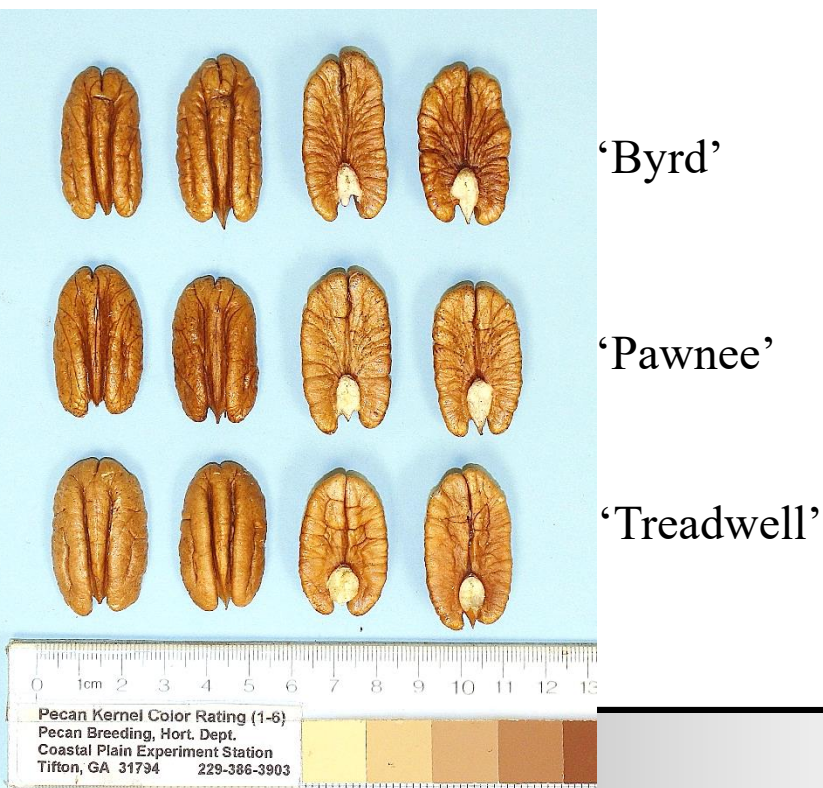 ‘Byrd’
‘Pawnee’
‘Treadwell’
0 1cm 2 3 4 5 6 7 8 9 10 11 12 13
Pecan Kernel Color Rating (1-6)
Pecan Breeding, Hort. Dept.
Coastal Plain Experiment Station
Tifton, GA 31794 229-386-3903